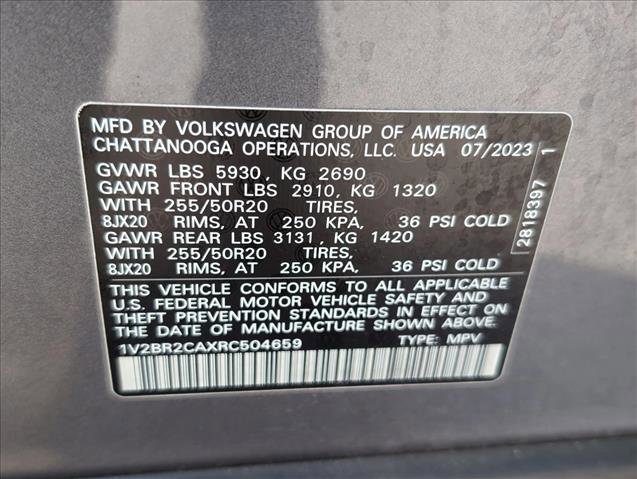 MFD BY VOLKSWAGEN GROUP OF AMERICA
CHATTANOOGA OPERATIONS, LLC. USA 07/2023
GVWR LBS 5930, KG 2690
GAWR FRONT LBS 2910, KG 1320
WITH 255/50R20 TIRES,
8JX20 RIMS, AT 250 KPA, 36 PSI COLD
GAWR REAR LBS 3131, KG 1420
WITH 255/50R20 TIRES,
8JX20 RIMS, AT 250 KPA, 36 PSI COLD
THIS VEHICLE CONFORMS TO ALL APPLICABLE
U.S. FEDERAL MOTOR VEHICLE SAFETY AND
THEFT PREVENTION STANDARDS IN EFFECT ON
THE DATE OF MANUFACTURE SHOWN ABOVE.
1V2BR2CAXRC504659 TYPE: MPV
2818397 1